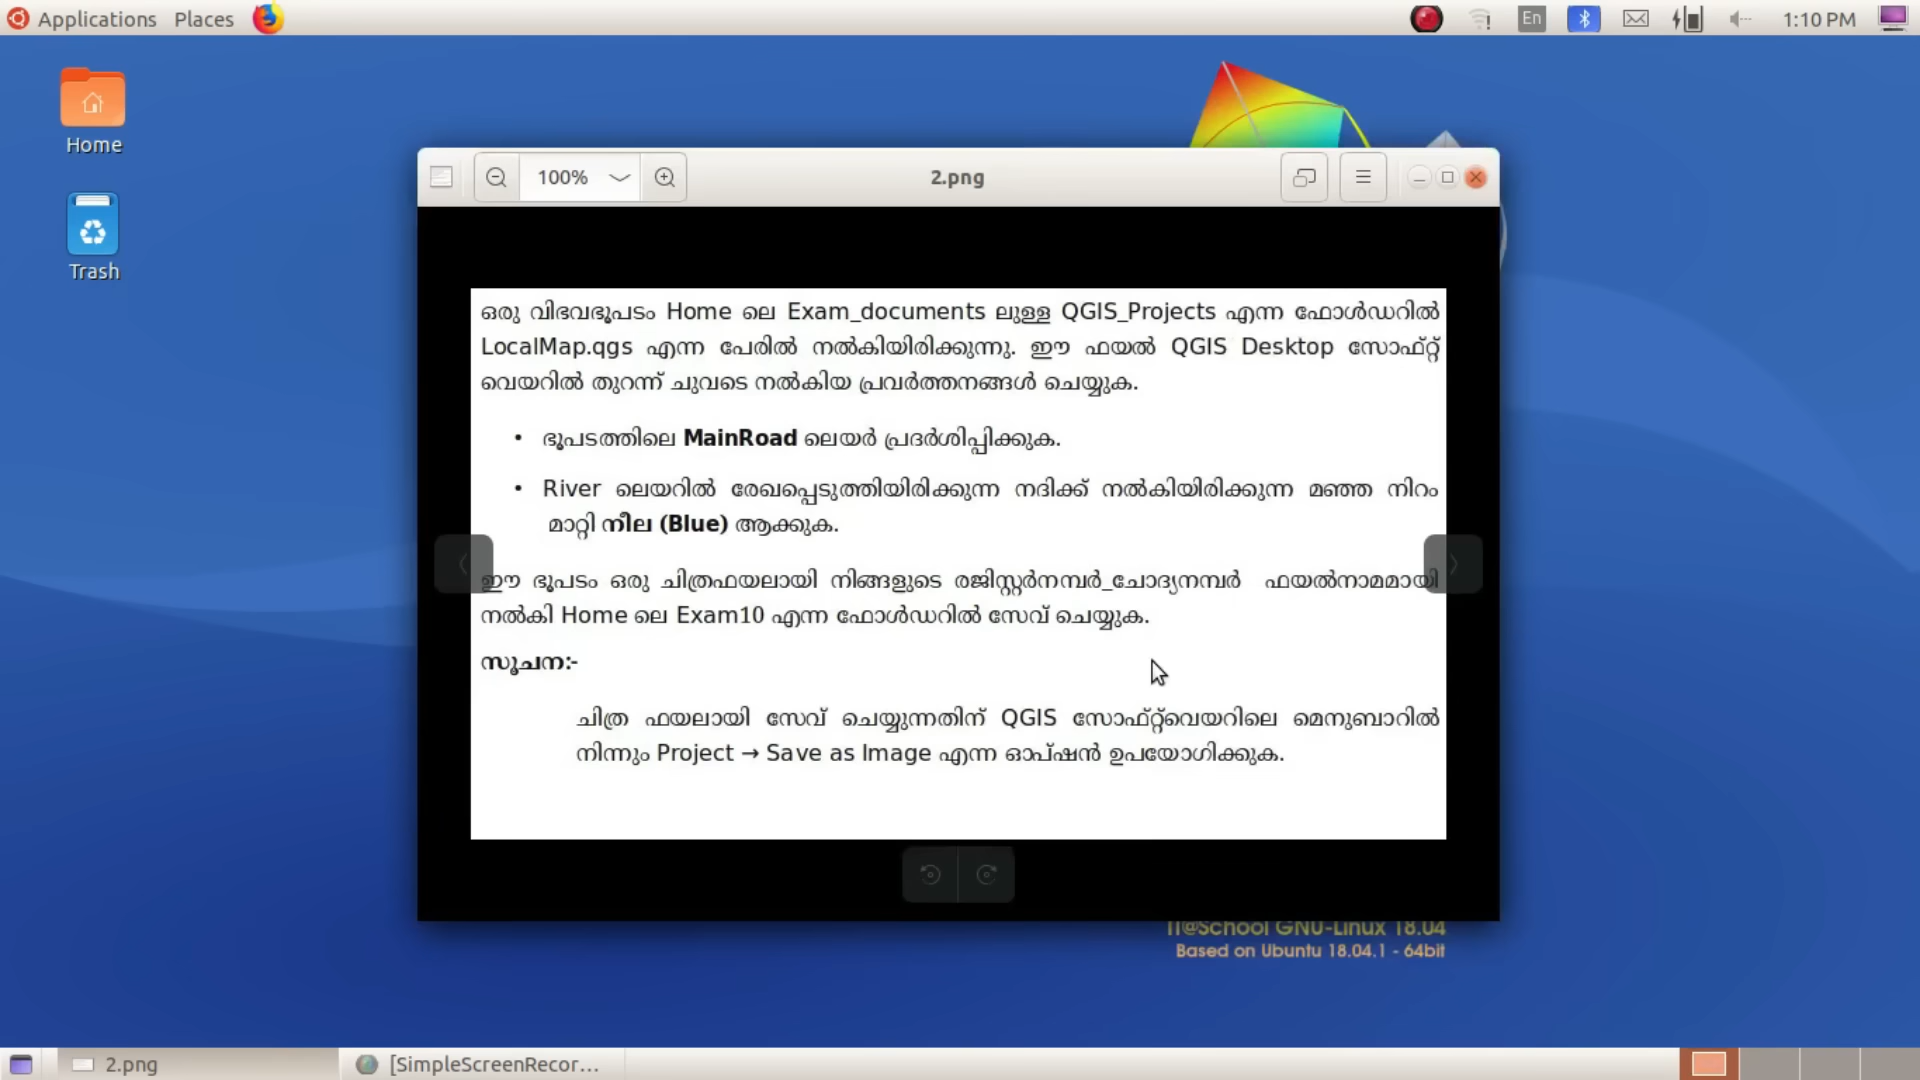 Applications Places En 1:10 PM
Home
Trash
100% 2.png
ഒരു വിഭവഭൂപടം Home ലെ Exam_documents ലുള്ള QGIS_Projects എന്ന ഫോൾഡറിൽ
LocalMap.qgs എന്ന പേരിൽ നൽകിയിരിക്കുന്നു. ഈ ഫയൽ QGIS Desktop സോഫ്റ്റ്
വെയറിൽ തുറന്ന് ചുവടെ നൽകിയ പ്രവർത്തനങ്ങൾ ചെയ്യുക.
• ഭൂപടത്തിലെ MainRoad ലെയർ പ്രദർശിപ്പിക്കുക.
• River ലെയറിൽ രേഖപ്പെടുത്തിയിരിക്കുന്ന നദിക്ക് നൽകിയിരിക്കുന്ന മഞ്ഞ നിറം
മാറ്റി നീല (Blue) ആക്കുക.
ഈ ഭൂപടം ഒരു ചിത്രഫയലായി നിങ്ങളുടെ രജിസ്റ്റർനമ്പർ_ചോദ്യനമ്പർ ഫയൽനാമമായി
നൽകി Home ലെ Exam10 എന്ന ഫോൾഡറിൽ സേവ് ചെയ്യുക.
സൂചന:-
ചിത്ര ഫയലായി സേവ് ചെയ്യുന്നതിന് QGIS സോഫ്റ്റ്‌വെയറിലെ മെനുബാറിൽ
നിന്നും Project → Save as Image എന്ന ഓപ്ഷൻ ഉപയോഗിക്കുക.
IT@School GNU-Linux 18.04
Based on Ubuntu 18.04.1 - 64bit
2.png [SimpleScreenRecor...